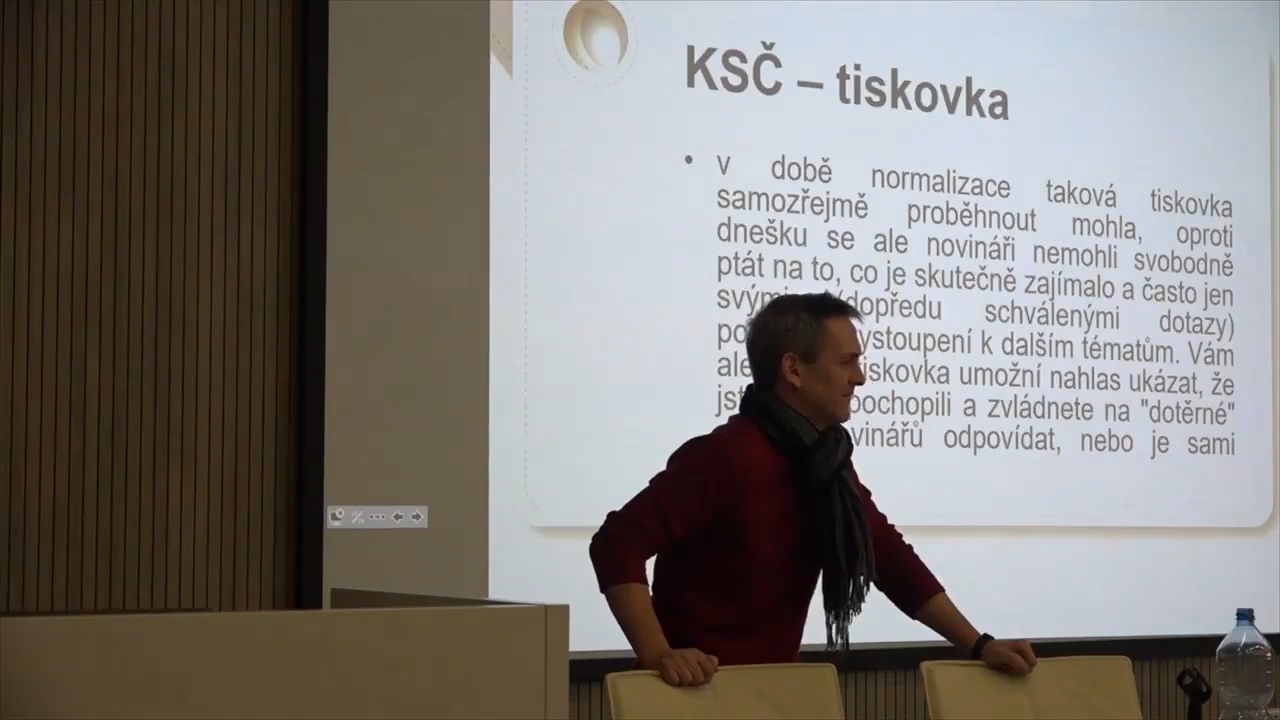 KSČ – tiskovka
• v době normalizace taková tiskovka
samozřejmě proběhnout mohla, oproti
dnešku se ale novináři nemohli svobodně
ptát na to, co je skutečně zajímalo a často jen
dopředu schválenými dotazy)
k dalším tématům. Vám
ale umožní nahlas ukázat, že
pochopili a zvládnete na "dotěrné"
odpovídat, nebo je sami